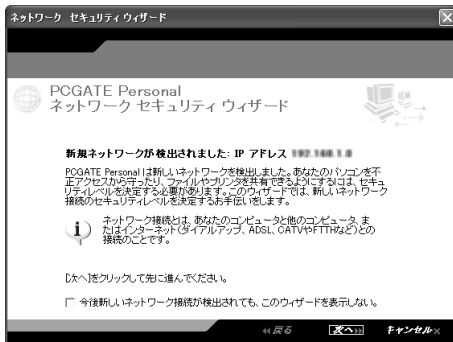 ネットワーク セキュリティ ウィザード
PCGATE Personal
ネットワーク セキュリティ ウィザード
新規ネットワークが検出されました: IP アドレス
PCGATE Personalは新しいネットワークを検出しました。あなたのパソコンを不
正アクセスから守ったり、ファイルやプリンタを共有できるようにするには、セキュ
リティレベルを決定する必要があります。このウィザードでは、新しいネットワーク
接続のセキュリティレベルを決定するお手伝いをします。
ネットワーク接続とは、あなたのコンピュータと他のコンピュータ、ま
たはインターネット(ダイアルアップ、ADSL、CATVやFTTHなど)との
接続のことです。
[次へ]をクリックして先に進んでください。
今後新しいネットワーク接続が検出されても、このウィザードを表示しない。
戻る 次へ キャンセル